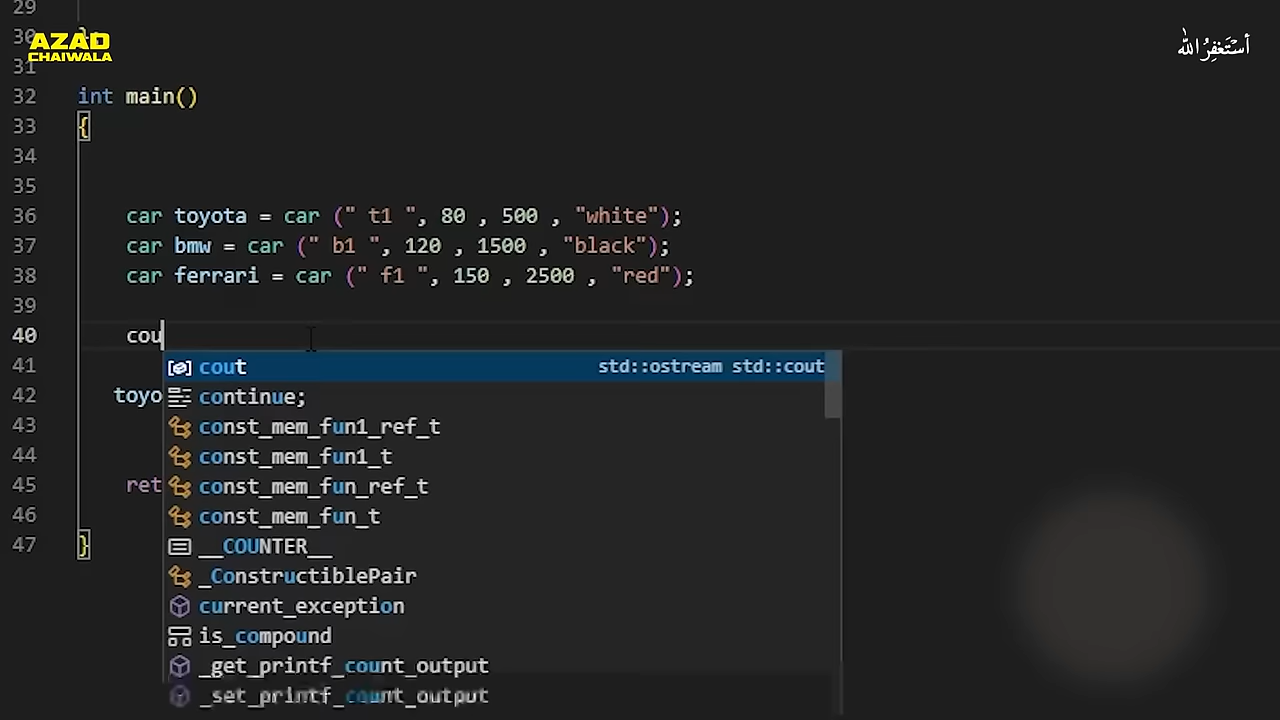 29
30
AZAD
CHAIWALA
أستغفر الله
31
32 int main()
33 {
34
35
36 car toyota = car (" t1 ", 80 , 500 , "white");
37 car bmw = car (" b1 ", 120 , 1500 , "black");
38 car ferrari = car (" f1 ", 150 , 2500 , "red");
39
40 cou
41 cout std::ostream std::cout
42 toyo continue;
43 const_mem_fun1_ref_t
44 const_mem_fun1_t
45 ret const_mem_fun_ref_t
46 const_mem_fun_t
47 } __COUNTER__
_ConstructiblePair
current_exception
is_compound
_get_printf_count_output
_set_printf_count_output